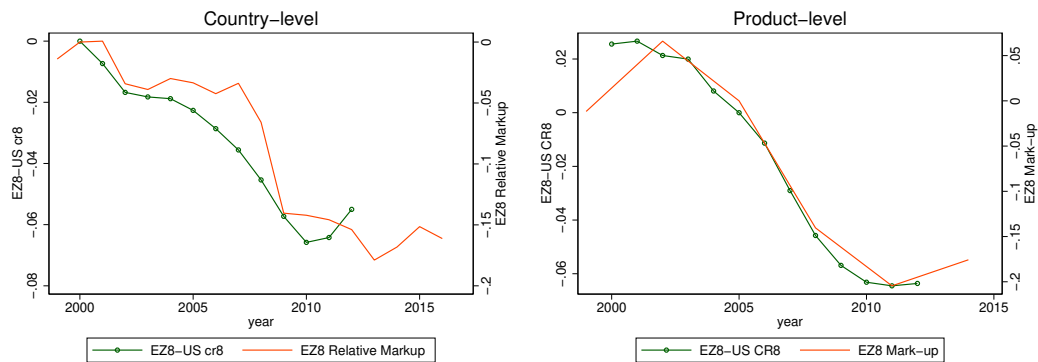 Country-level
EZ8-US cr8
0
-.02
-.04
-.06
-.08
0
-.05
-.1
-.15
-.2
EZ8 Relative Markup
2000 2005 2010 2015
year
EZ8-US cr8 EZ8 Relative Markup
Product-level
EZ8-US CR8
.02
0
-.02
-.04
-.06
.05
0
-.05
-.1
-.15
-.2
EZ8 Mark-up
2000 2005 2010 2015
year
EZ8-US CR8 EZ8 Mark-up